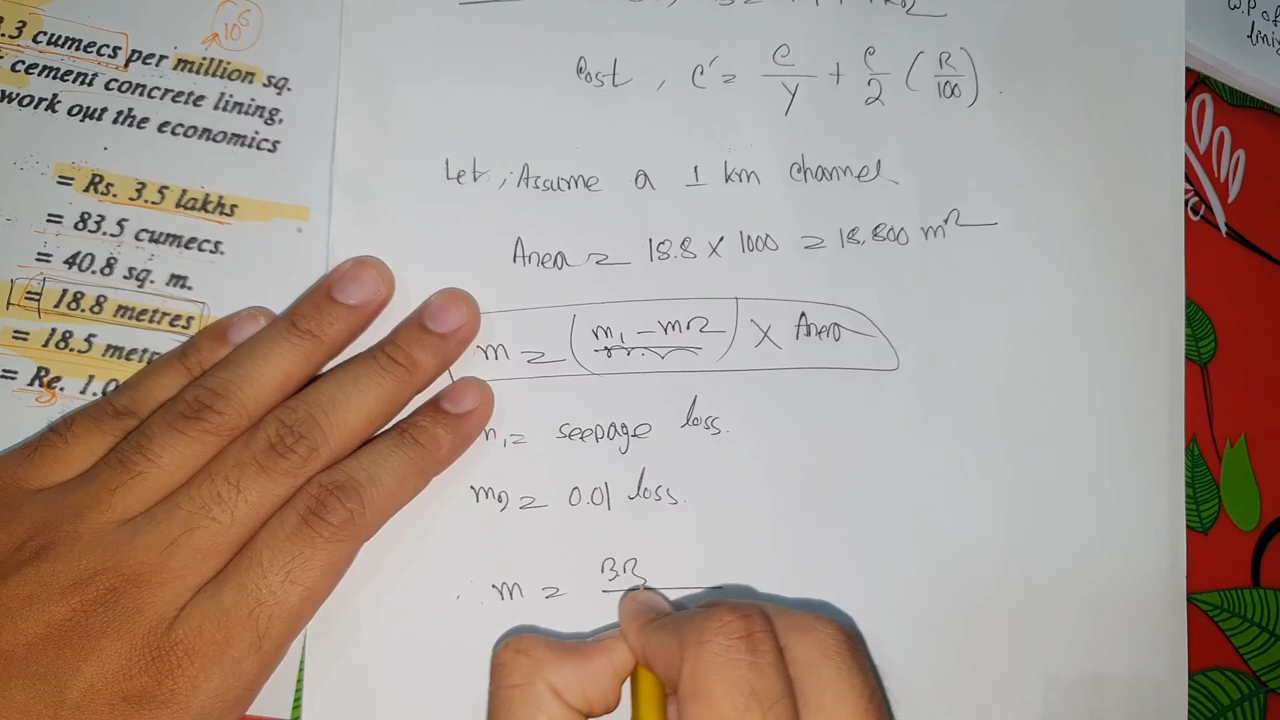 .3 cumecs per million sq.
10⁶
cement concrete lining,
work out the economics
= Rs. 3.5 lakhs
= 83.5 cumecs.
= 40.8 sq. m.
= 18.8 metres
= 18.5 met
= Re. 1.0
Cost, C' = C/Y + C/2 (R/100).
Let, Assume a 1 km channel
Area = 18.8 × 1000 = 18,800 m²
m = (m₁ - m₂) × Area
m₁ = seepage loss.
m₂ = 0.01 loss.
∴ m = 3.3
W.P of